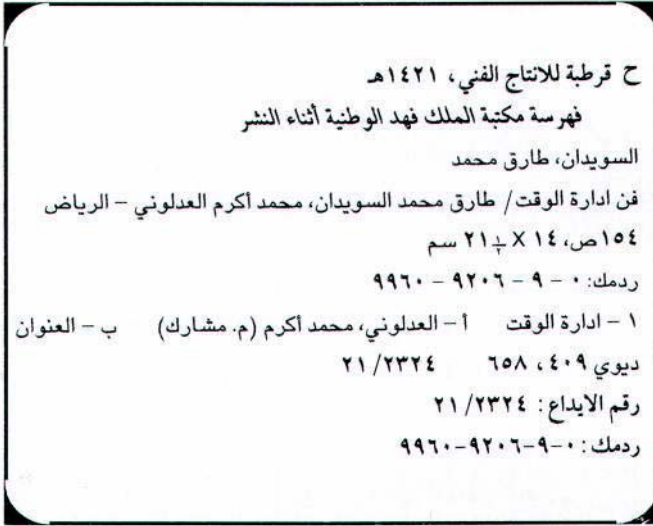 ح قرطبة للانتاج الفني، ١٤٢١هـ
فهرسة مكتبة الملك فهد الوطنية أثناء النشر
السويدان، طارق محمد
فن ادارة الوقت/ طارق محمد السويدان، محمد أكرم العدلوني – الرياض
١٥٤ص، ١٤ X ٢١ ١/٢ سم
ردمك: ٠ – ٩ – ٩٢٠٦ – ٩٩٦٠
١ – ادارة الوقت أ – العدلوني، محمد أكرم (م. مشارك) ب – العنوان
ديوي ٤٠٩ ، ٦٥٨ ٢١/٢٣٢٤
رقم الايداع : ٢١/٢٣٢٤
ردمك : ٠-٩-٩٢٠٦-٩٩٦٠